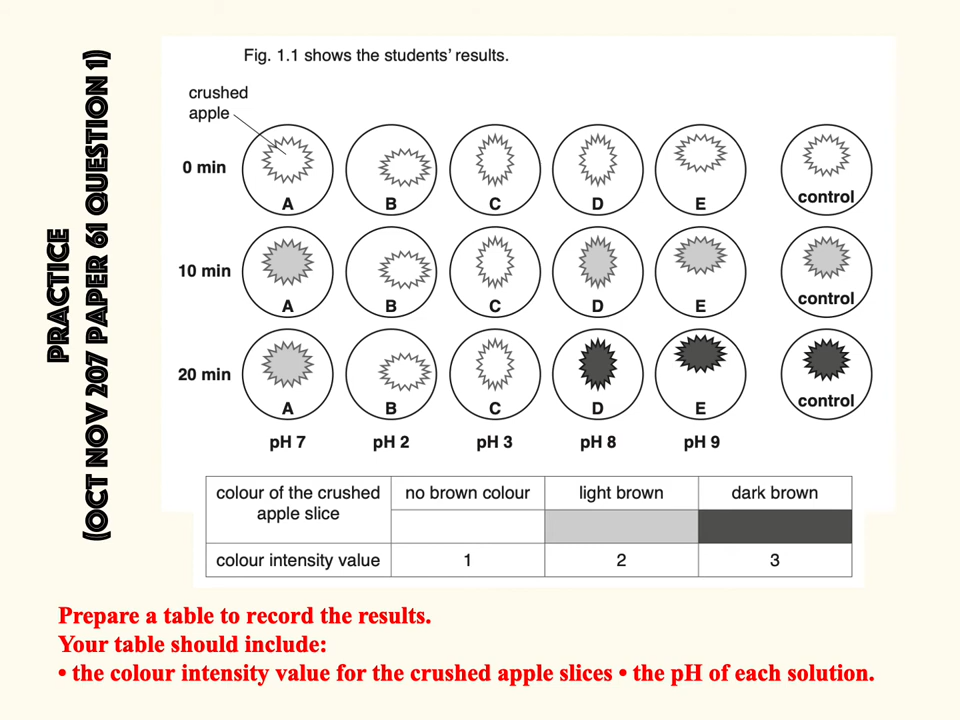 PRACTICE
(OCT NOV 207 PAPER 61 QUESTION 1)
Fig. 1.1 shows the students' results.
crushed
apple
0 min
A B C D E control
10 min
A B C D E control
20 min
A B C D E control
pH 7 pH 2 pH 3 pH 8 pH 9
colour of the crushed no brown colour light brown dark brown
apple slice
colour intensity value 1 2 3
Prepare a table to record the results.
Your table should include:
• the colour intensity value for the crushed apple slices • the pH of each solution.